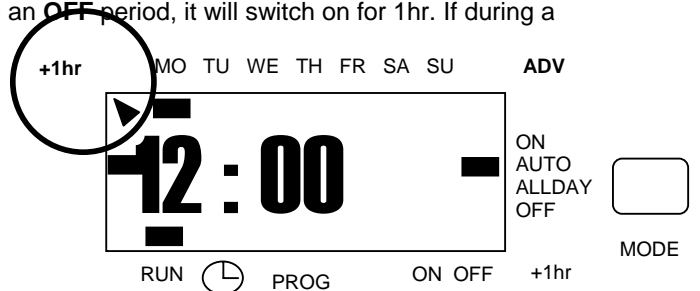 an OFF period, it will switch on for 1hr. If during a
+1hr MO TU WE TH FR SA SU ADV
12 : 00
ON
AUTO
ALLDAY
OFF
MODE
RUN PROG ON OFF +1hr